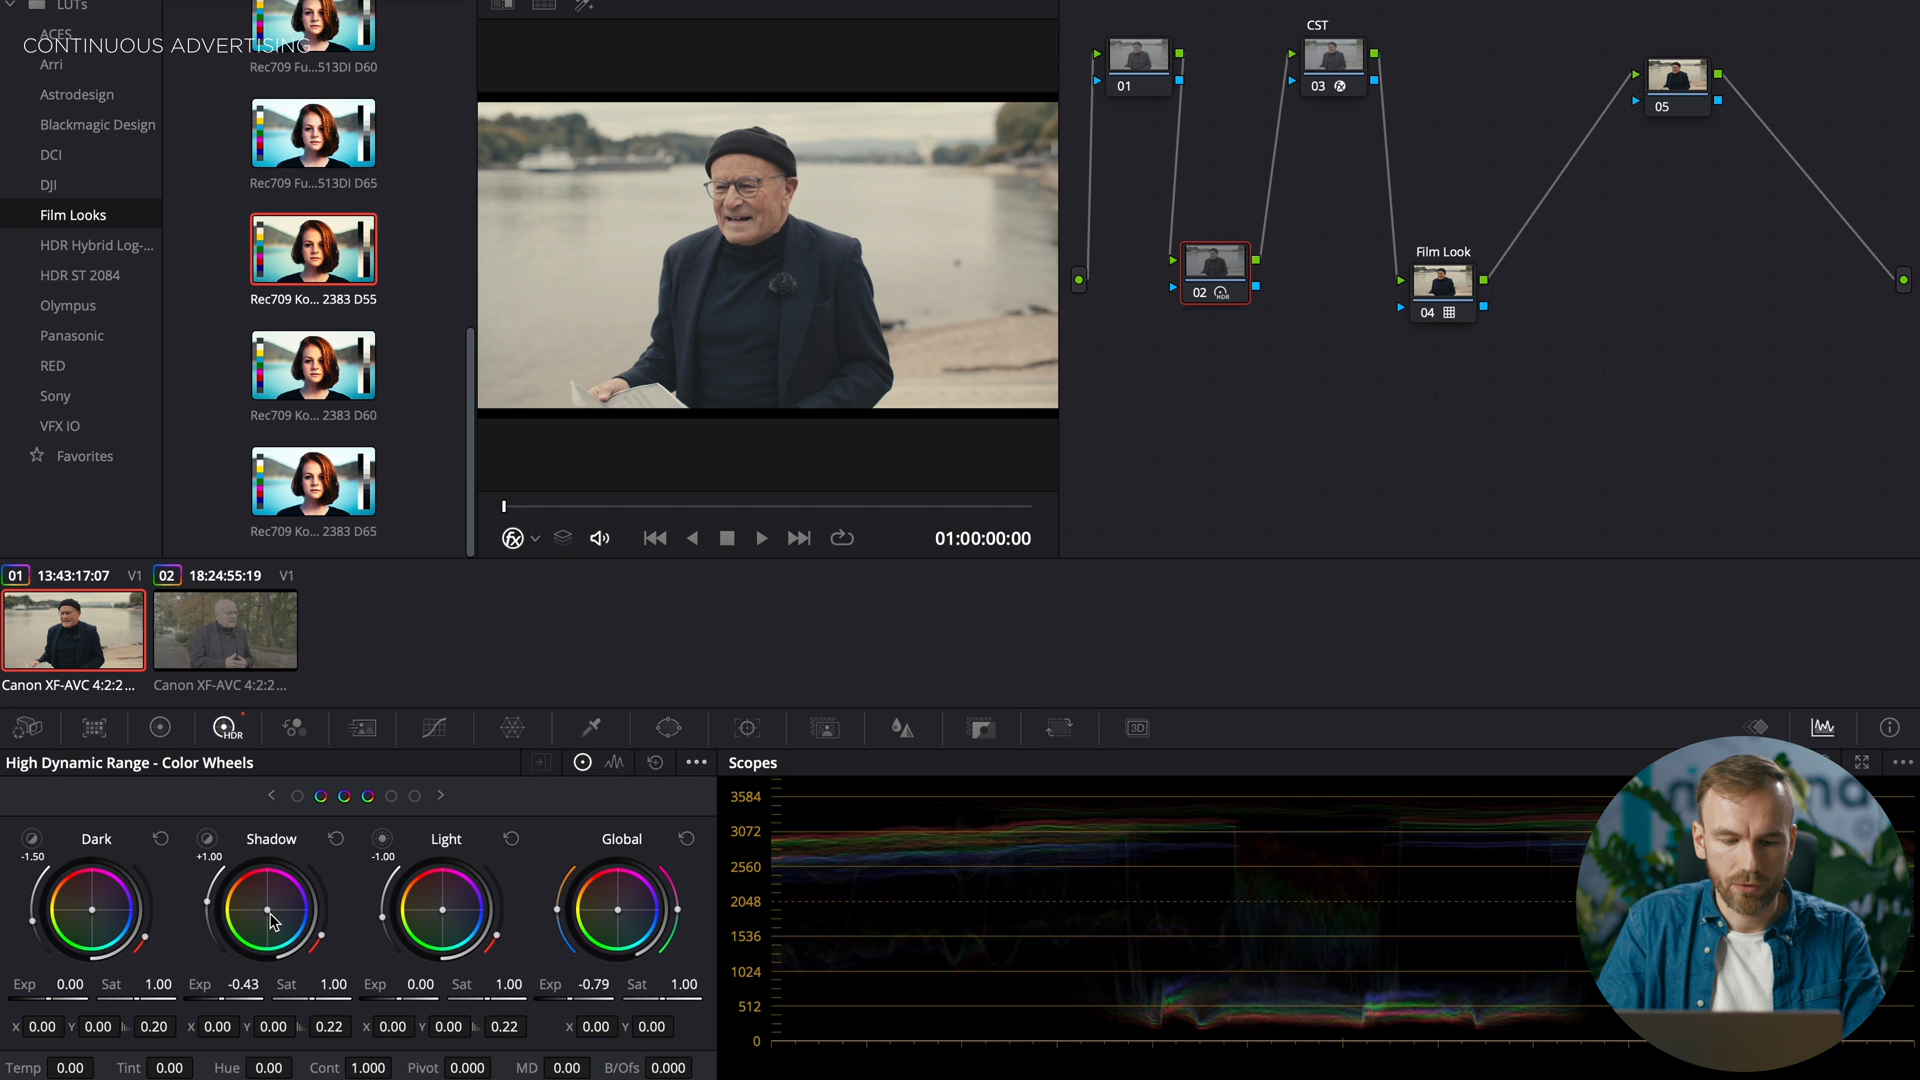 LUTs
ACES
CONTINUOUS ADVERTISING
Arri
Astrodesign
Blackmagic Design
DCI
DJI
Film Looks
HDR Hybrid Log-...
HDR ST 2084
Olympus
Panasonic
RED
Sony
VFX IO
Favorites
Rec709 Fu...513DI D60
Rec709 Fu...513DI D65
Rec709 Ko... 2383 D55
Rec709 Ko... 2383 D60
Rec709 Ko... 2383 D65
01:00:00:00
01
02 HDR
CST
03 fx
Film Look
04
05
01 13:43:17:07 V1
02 18:24:55:19 V1
Canon XF-AVC 4:2:2...
Canon XF-AVC 4:2:2...
HDR
3D
High Dynamic Range - Color Wheels
Dark
-1.50
Exp 0.00 Sat 1.00
X 0.00 Y 0.00 0.20
Shadow
+1.00
Exp -0.43 Sat 1.00
X 0.00 Y 0.00 0.22
Light
-1.00
Exp 0.00 Sat 1.00
X 0.00 Y 0.00 0.22
Global
Exp -0.79 Sat 1.00
X 0.00 Y 0.00
Temp 0.00 Tint 0.00 Hue 0.00 Cont 1.000 Pivot 0.000 MD 0.00 B/Ofs 0.000
Scopes
3584
3072
2560
2048
1536
1024
512
0